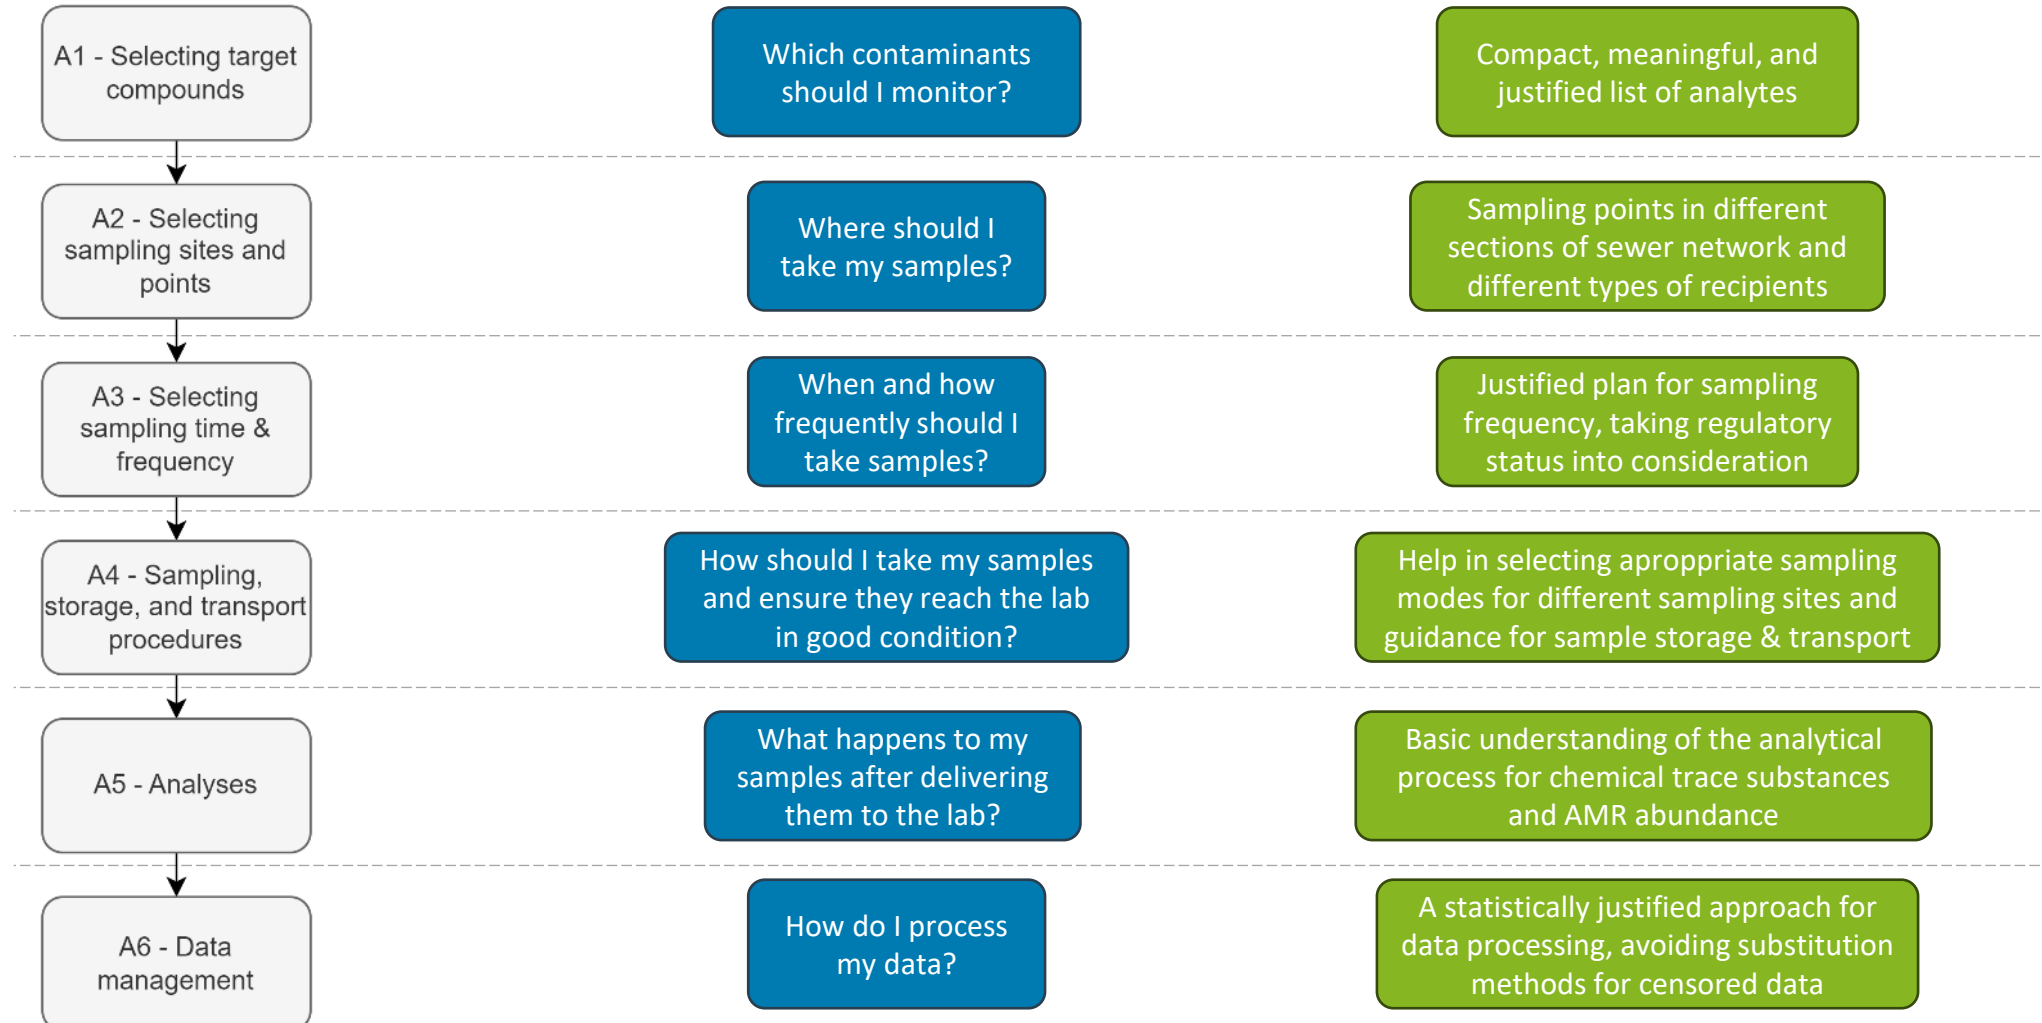 A1 - Selecting target
compounds
Which contaminants
should I monitor?
Compact, meaningful, and
justified list of analytes
A2 - Selecting
sampling sites and
points
Where should I
take my samples?
Sampling points in different
sections of sewer network and
different types of recipients
A3 - Selecting
sampling time &
frequency
When and how
frequently should I
take samples?
Justified plan for sampling
frequency, taking regulatory
status into consideration
A4 - Sampling,
storage, and transport
procedures
How should I take my samples
and ensure they reach the lab
in good condition?
Help in selecting aproppriate sampling
modes for different sampling sites and
guidance for sample storage & transport
A5 - Analyses
What happens to my
samples after delivering
them to the lab?
Basic understanding of the analytical
process for chemical trace substances
and AMR abundance
A6 - Data
management
How do I process
my data?
A statistically justified approach for
data processing, avoiding substitution
methods for censored data